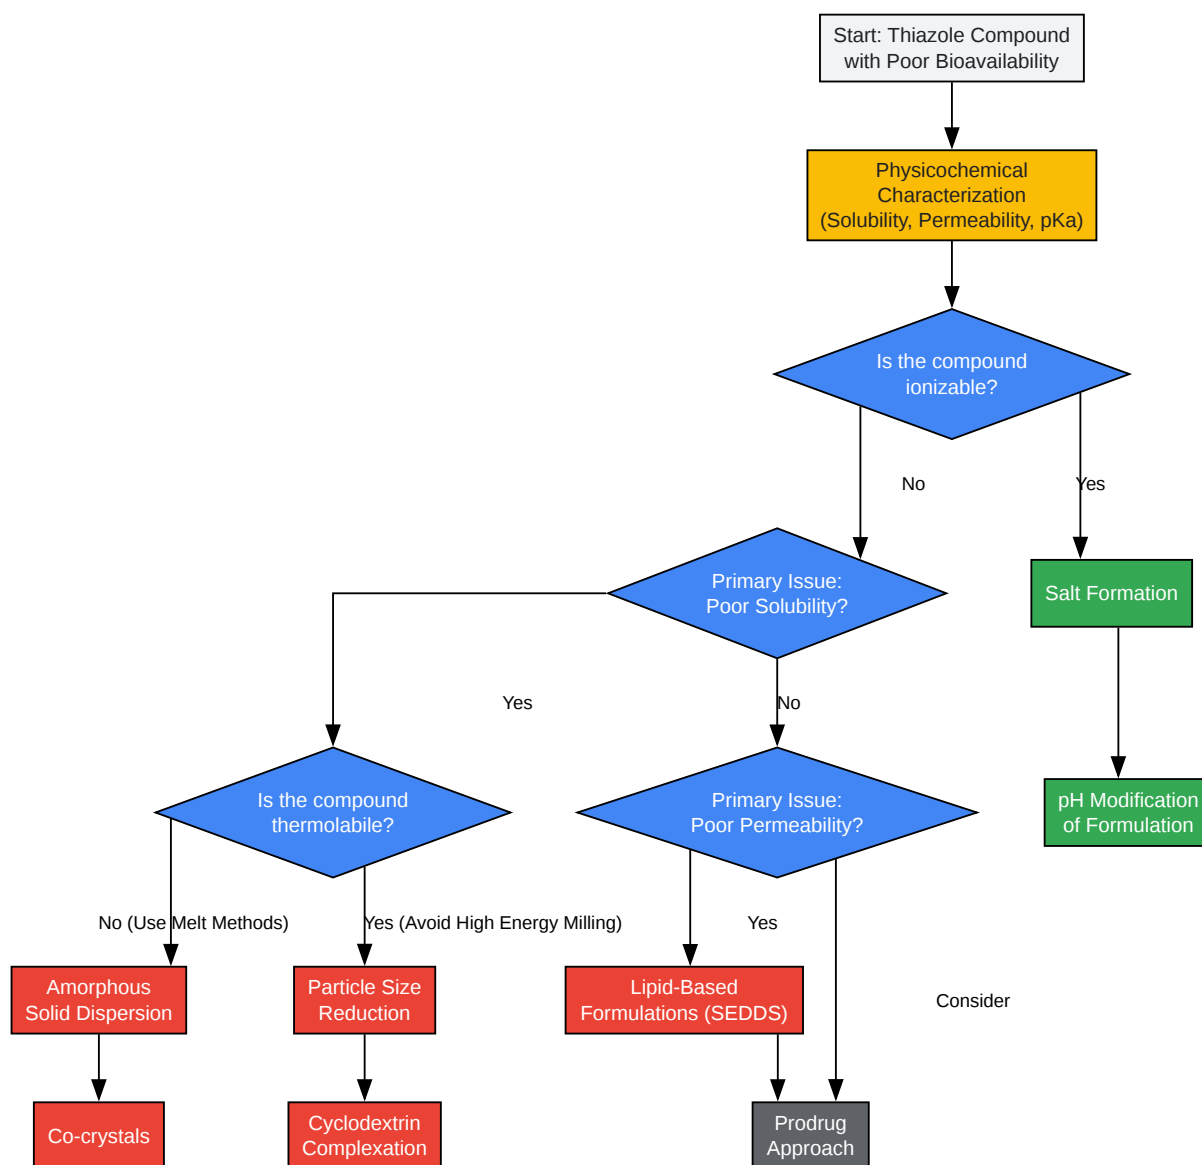 Start: Thiazole Compound
with Poor Bioavailability
Physicochemical
Characterization
(Solubility, Permeability, pKa)
Is the compound
ionizable?
No
Yes
Primary Issue:
Poor Solubility?
Salt Formation
Yes
No
Is the compound
thermolabile?
Primary Issue:
Poor Permeability?
pH Modification
of Formulation
No (Use Melt Methods)
Yes (Avoid High Energy Milling)
Yes
Amorphous
Solid Dispersion
Particle Size
Reduction
Lipid-Based
Formulations (SEDDS)
Consider
Co-crystals
Cyclodextrin
Complexation
Prodrug
Approach